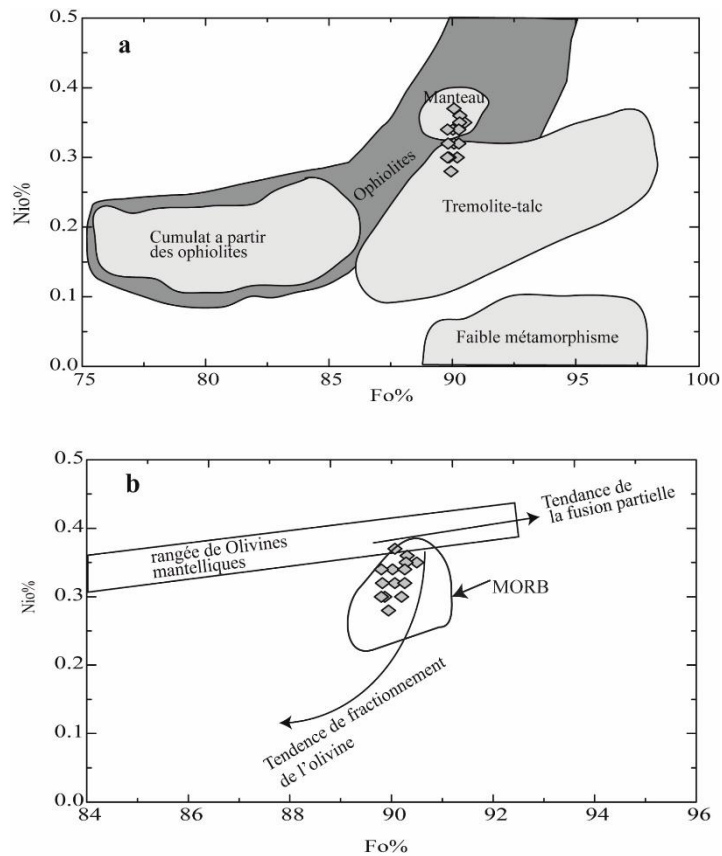 a
0.5
0.4
0.3
0.2
0.1
0.0
Nio%
Manteau
Ophiolites
Tremolite-talc
Cumulat a partir
des ophiolites
Faible métamorphisme
75
80
85
90
95
100
Fo%
b
0.5
0.4
0.3
0.2
0.1
0.0
Nio%
Tendance de
la fusion partielle
rangée de Olivines
mantelliques
MORB
Tendence de fractionnement
de l'olivine
84
86
88
90
92
94
96
Fo%